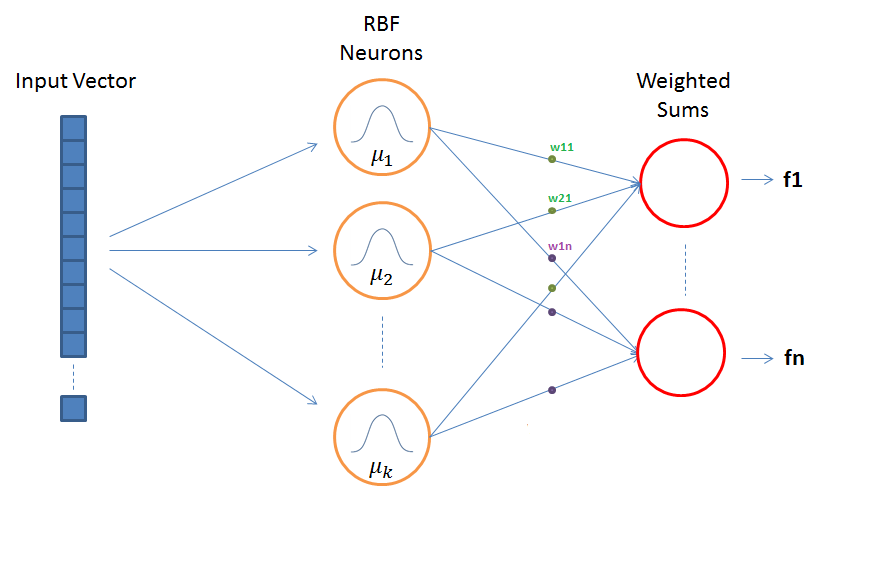 RBF
Neurons
Input Vector
Weighted
Sums
μ₁
w11
f1
w21
μ₂
w1n
fn
μₖ